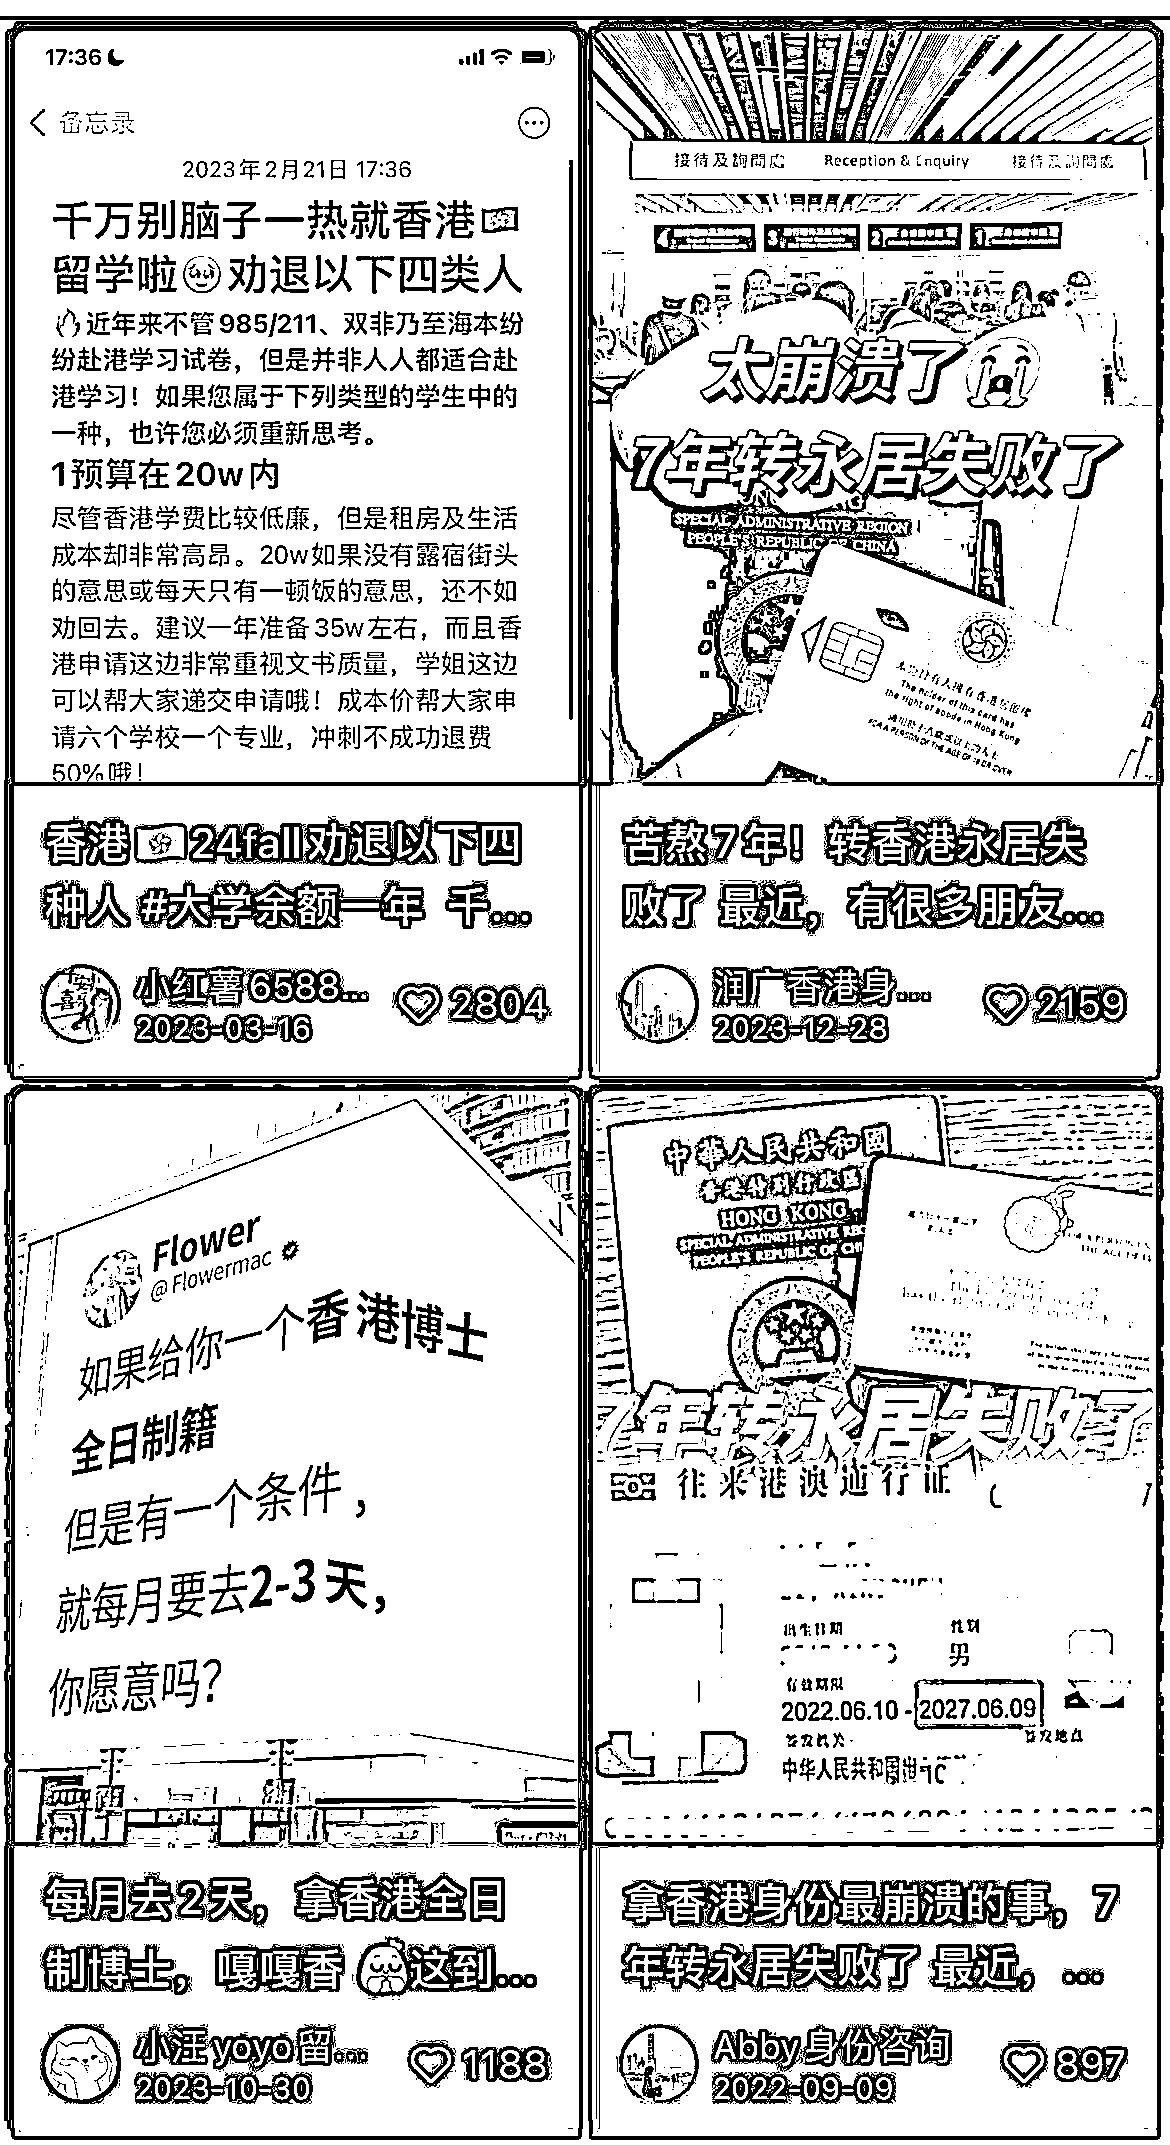 17:36
备忘录
2023年2月21日 17:36
千万别脑子一热就香港🇭🇰
留学啦🥹劝退以下四类人
🔥近年来不管985/211、双非乃至海本纷
纷赴港学习试卷，但是并非人人都适合赴
港学习！如果您属于下列类型的学生中的
一种，也许您必须重新思考。
1预算在20w内
尽管香港学费比较低廉，但是租房及生活
成本却非常高昂。20w如果没有露宿街头
的意思或每天只有一顿饭的意思，还不如
劝回去。建议一年准备35w左右，而且香
港申请这边非常重视文书质量，学姐这边
可以帮大家递交申请哦！成本价帮大家申
请六个学校一个专业，冲刺不成功退费
50%哦！
香港🇭🇰24fall劝退以下四
种人 #大学余额一年 千...
小红薯6588...
2023-03-16
2804
接待及詢問處 Reception & Enquiry 接待及詢問處
4 3 2 1
太崩溃了😭
7年转永居失败了
SPECIAL ADMINISTRATIVE REGION
PEOPLE'S REPUBLIC OF CHINA
The holder of this card has
the right of abode in Hong Kong
苦熬7年！转香港永居失
败了 最近，有很多朋友...
润广香港身...
2023-12-28
2159
Flower
@Flowermac
如果给你一个香港博士
全日制籍
但是有一个条件，
就每月要去2-3天，
你愿意吗？
每月去2天，拿香港全日
制博士，嘎嘎香 这到...
小汪yoyo留...
2023-10-30
1188
中華人民共和國
香港特別行政區
HONG KONG
SPECIAL ADMINISTRATIVE REG
PEOPLE'S REPUBLIC OF CHI
7年转永居失败了
往来港澳通行证
出生日期 性别
男
有效期限
2022.06.10 - 2027.06.09
签发机关 签发地点
中华人民共和国出
拿香港身份最崩溃的事，7
年转永居失败了 最近，...
Abby身份咨询
2022-09-09
897